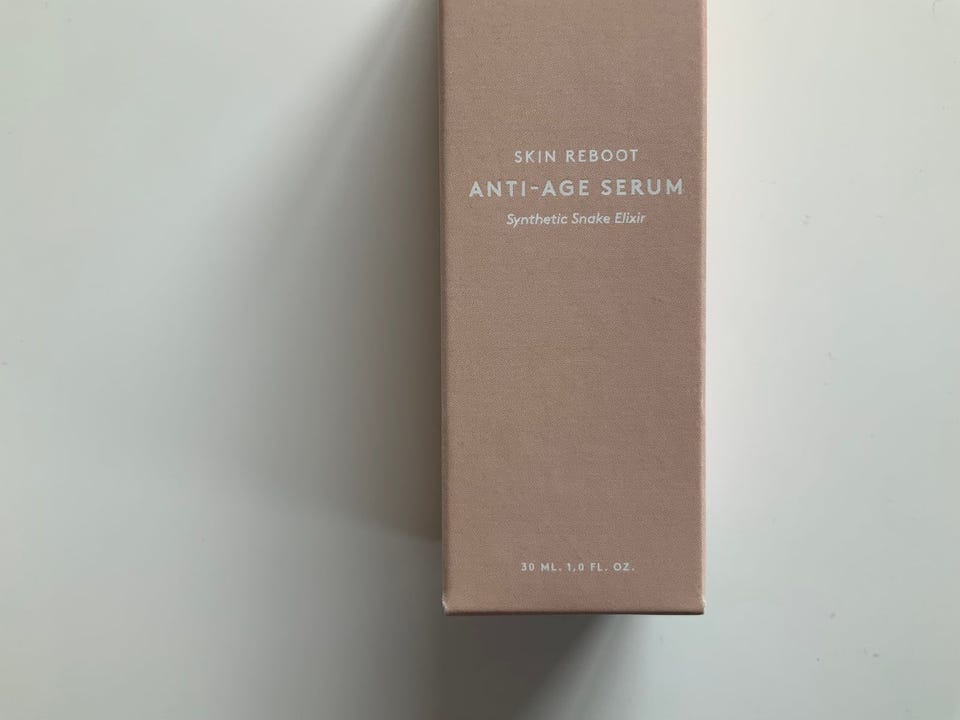 SKIN REBOOT
ANTI-AGE SERUM
Synthetic Snake Elixir
30 ML. 1,0 FL. OZ.